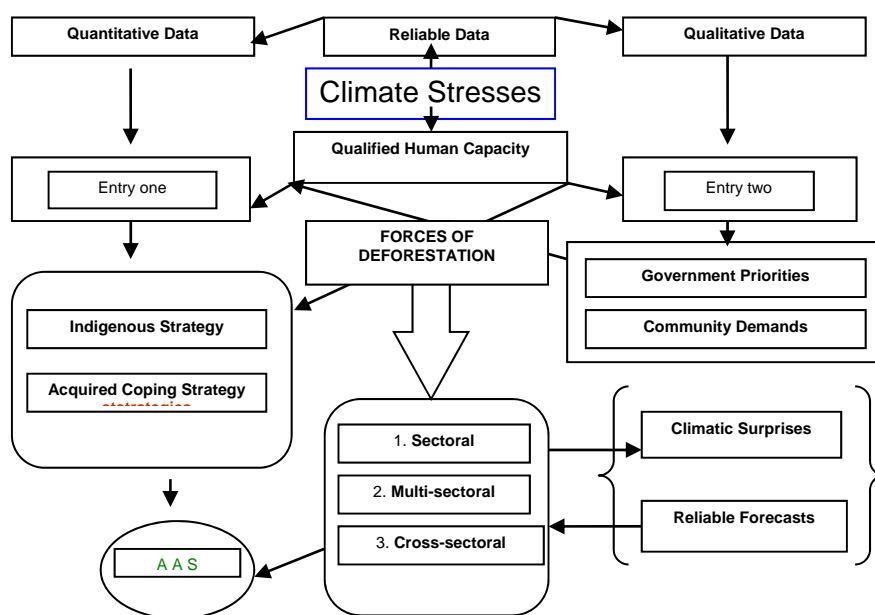 Quantitative Data
Reliable Data
Qualitative Data
Climate Stresses
Qualified Human Capacity
Entry one
Entry two
FORCES OF
DEFORESTATION
Government Priorities
Indigenous Strategy
Community Demands
Acquired Coping Strategy
1. Sectoral
Climatic Surprises
2. Multi-sectoral
Reliable Forecasts
3. Cross-sectoral
A A S